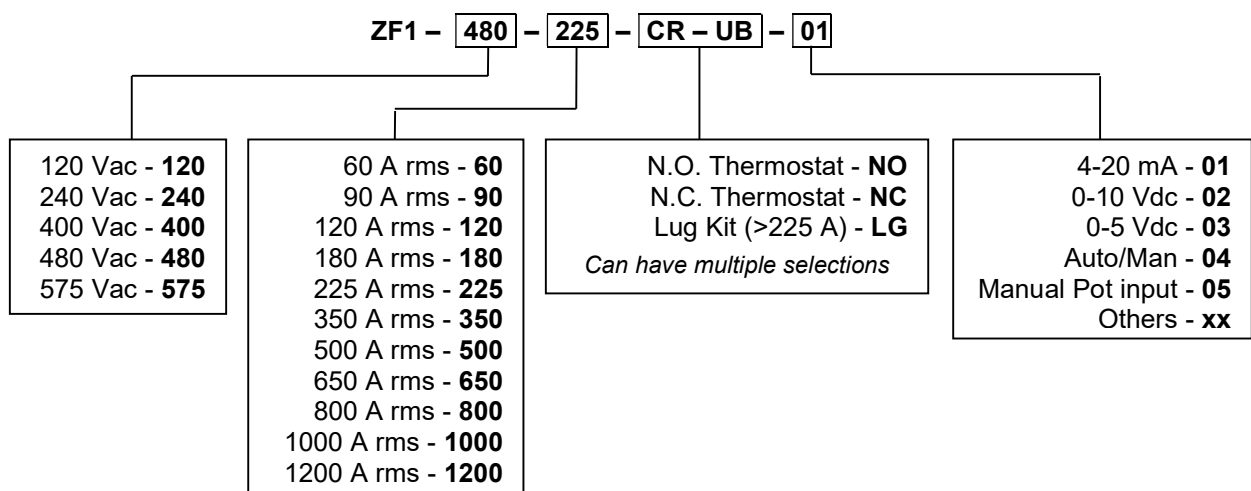 ZF1 – 480 - 225 - CR – UB - 01
120 Vac - 120
240 Vac - 240
400 Vac - 400
480 Vac - 480
575 Vac - 575
60 A rms - 60
90 A rms - 90
120 A rms - 120
180 A rms - 180
225 A rms - 225
350 A rms - 350
500 A rms - 500
650 A rms - 650
800 A rms - 800
1000 A rms - 1000
1200 A rms - 1200
N.O. Thermostat - NO
N.C. Thermostat - NC
Lug Kit (>225 A) - LG
Can have multiple selections
4-20 mA - 01
0-10 Vdc - 02
0-5 Vdc - 03
Auto/Man - 04
Manual Pot input - 05
Others - xx